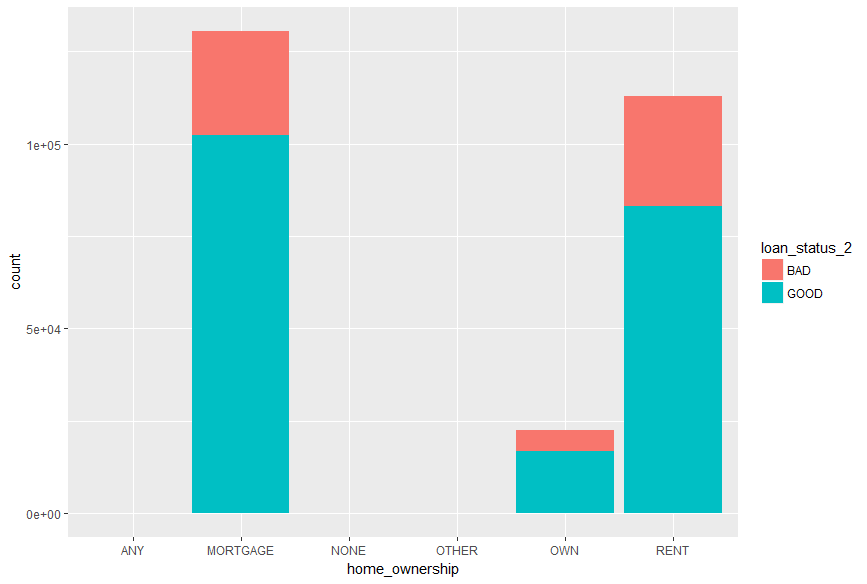 1e+05
5e+04
0e+00
count
ANY MORTGAGE NONE OTHER OWN RENT
home_ownership
loan_status_2
BAD
GOOD